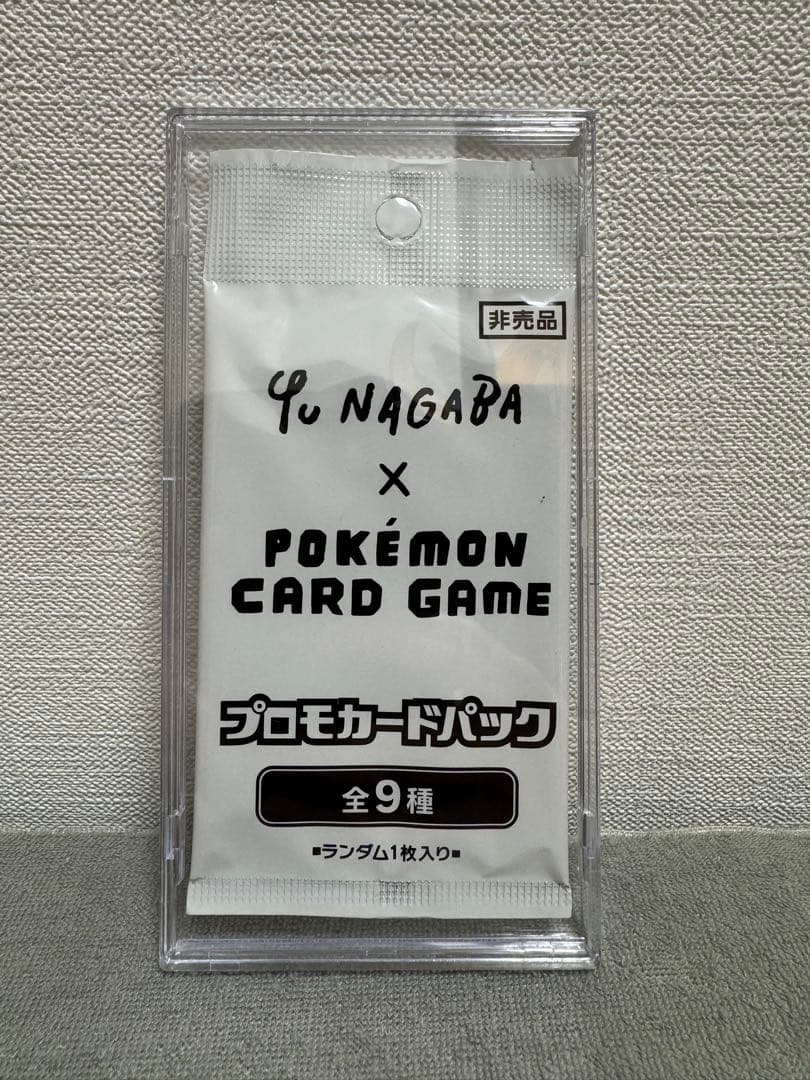 非売品
Yu NAGABA
X
POKÉMON
CARD GAME
プロモカードパック
全9種
■ランダム1枚入り■